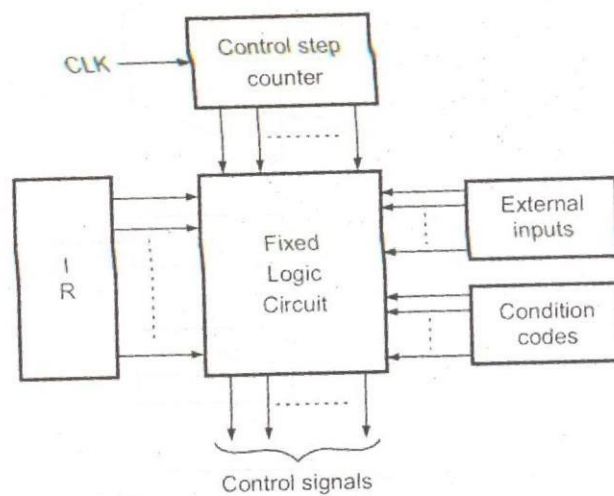 Control step
counter
CLK
I
R
Fixed
Logic
Circuit
External
inputs
Condition
codes
Control signals